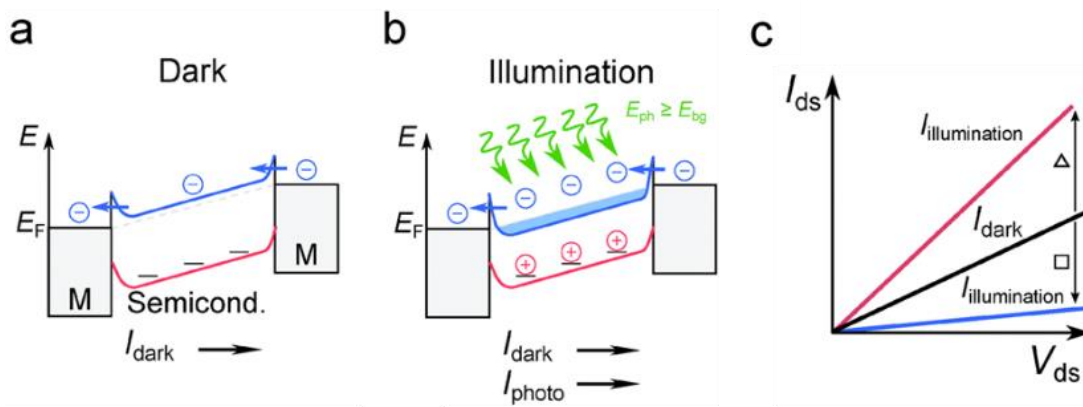 a
Dark
E
E_F
M
M
Semicond.
I_dark
b
Illumination
E_ph ≥ E_bg
E
E_F
I_dark
I_photo
c
I_ds
I_illumination
△
I_dark
□
I_illumination
V_ds